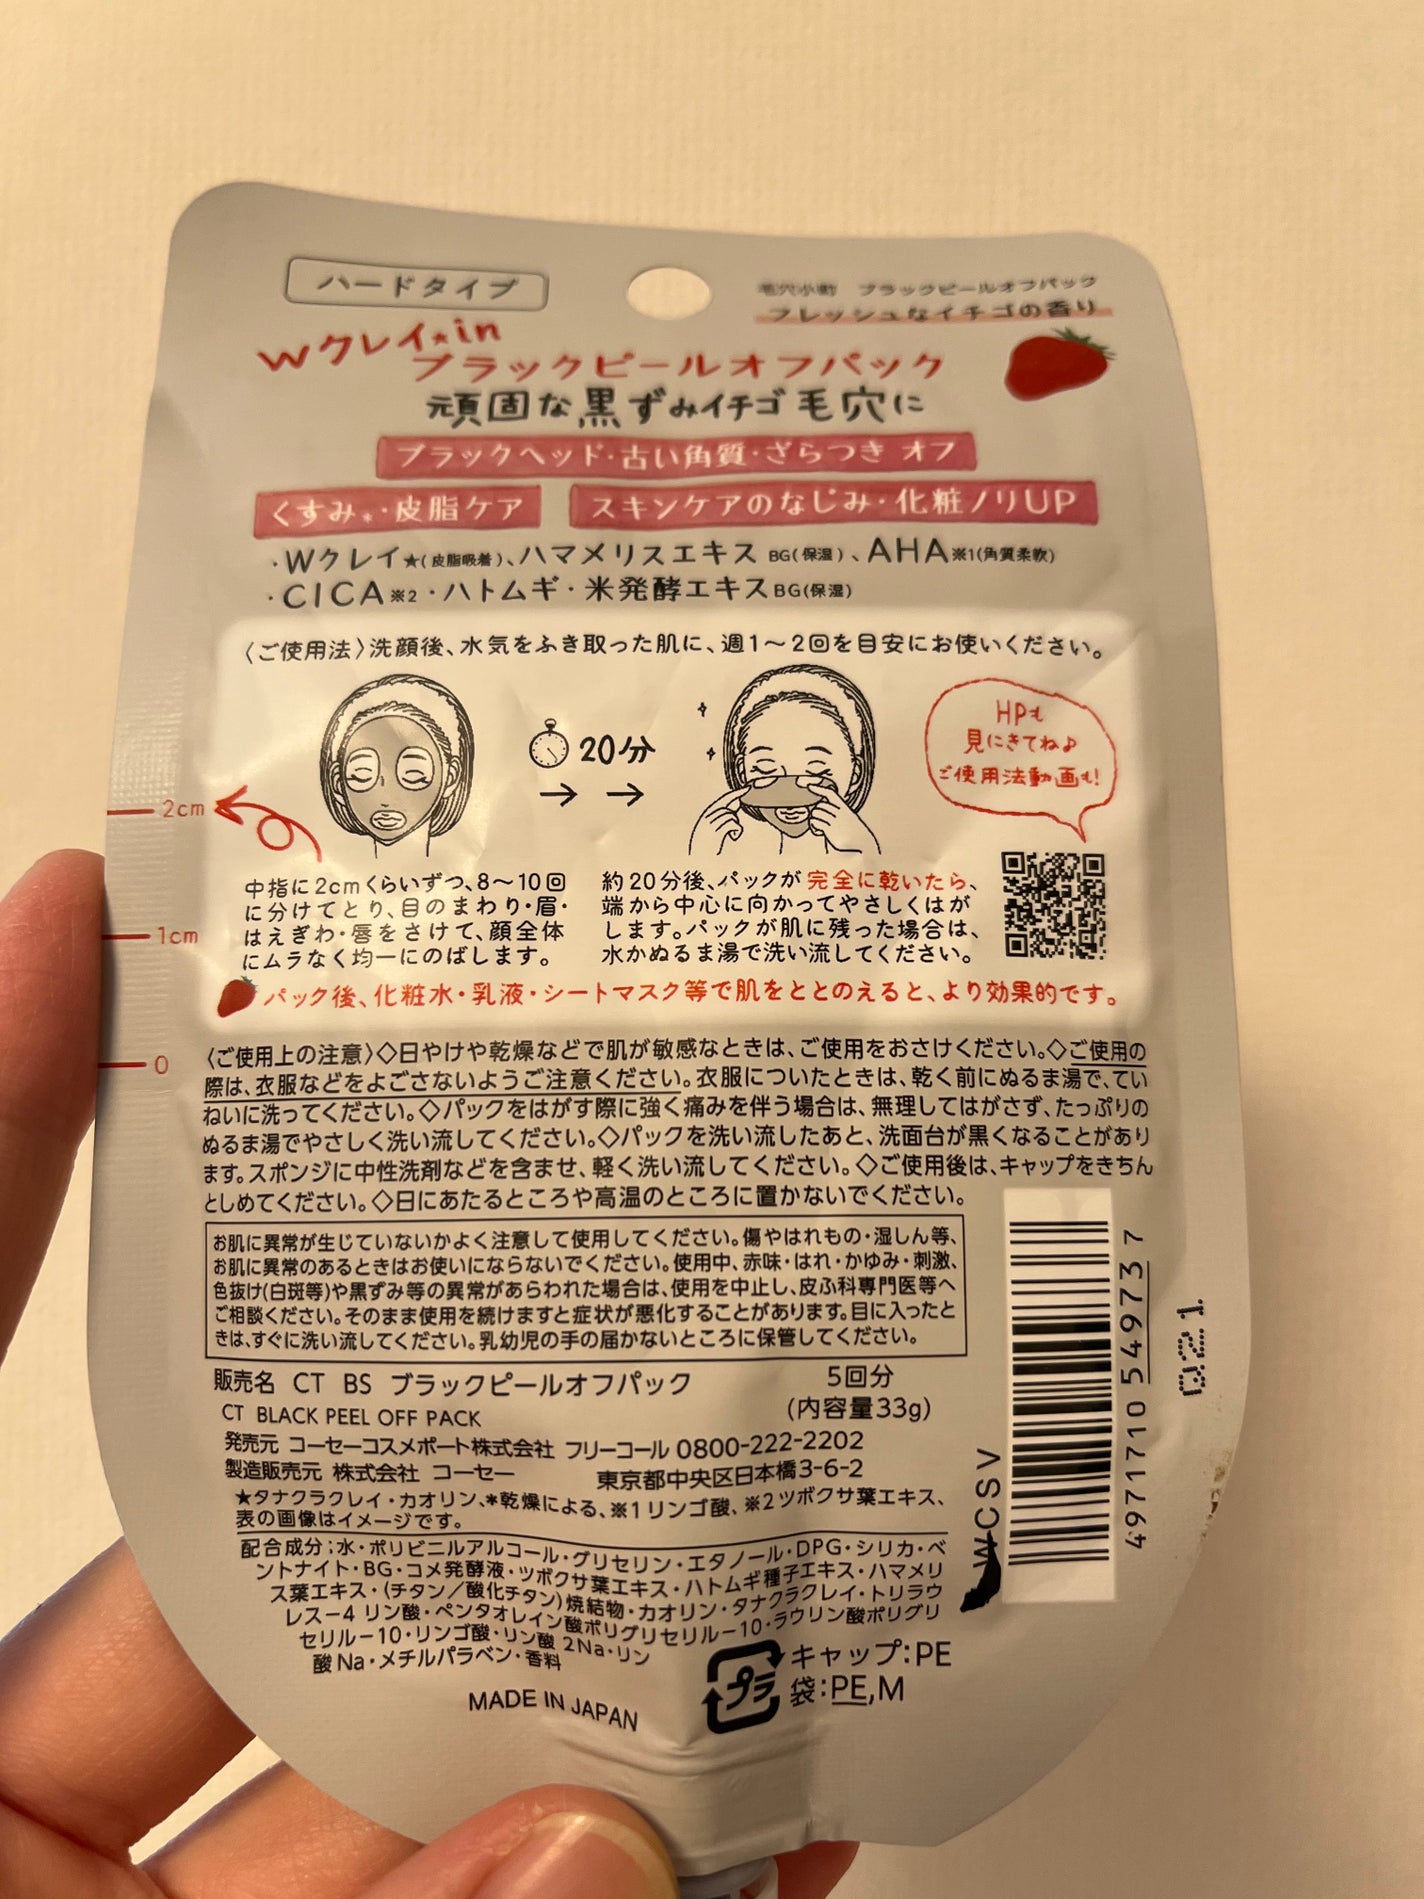 ハードタイプ
毛穴小町 ブラックピールオフパック
フレッシュなイチゴの香り
Wクレイ★in
ブラックピールオフパック
頑固な黒ずみイチゴ毛穴に
ブラックヘッド・古い角質・ざらつき オフ
くすみ*・皮脂ケア
スキンケアのなじみ・化粧ノリUP
・Wクレイ★(皮脂吸着)、ハマメリスエキス BG(保湿)、AHA※1(角質柔軟)
・CICA※2・ハトムギ・米発酵エキスBG(保湿)
〈ご使用法〉洗顔後、水気をふき取った肌に、週1〜2回を目安にお使いください。
20分
HPも
見にきてね♪
ご使用法動画も!
2cm
1cm
0
中指に2cmくらいずつ、8〜10回
に分けてとり、目のまわり・眉・
はえぎわ・唇をさけて、顔全体
にムラなく均一にのばします。
約20分後、パックが完全に乾いたら、
端から中心に向かってやさしくはが
します。パックが肌に残った場合は、
水かぬるま湯で洗い流してください。
パック後、化粧水・乳液・シートマスク等で肌をととのえると、より効果的です。
〈ご使用上の注意〉◇日やけや乾燥などで肌が敏感なときは、ご使用をおさけください。◇ご使用の
際は、衣服などをよごさないようご注意ください。衣服についたときは、乾く前にぬるま湯で、てい
ねいに洗ってください。◇パックをはがす際に強く痛みを伴う場合は、無理してはがさず、たっぷりの
ぬるま湯でやさしく洗い流してください。◇パックを洗い流したあと、洗面台が黒くなることがあり
ます。スポンジに中性洗剤などを含ませ、軽く洗い流してください。◇ご使用後は、キャップをきちん
としめてください。◇日にあたるところや高温のところに置かないでください。
お肌に異常が生じていないかよく注意して使用してください。傷やはれもの・湿しん等、
お肌に異常のあるときはお使いにならないでください。使用中、赤味・はれ・かゆみ・刺激、
色抜け(白斑等)や黒ずみ等の異常があらわれた場合は、使用を中止し、皮ふ科専門医等へ
ご相談ください。そのまま使用を続けますと症状が悪化することがあります。目に入ったと
きは、すぐに洗い流してください。乳幼児の手の届かないところに保管してください。
販売名 CT BS ブラックピールオフパック
CT BLACK PEEL OFF PACK
5回分
(内容量33g)
発売元 コーセーコスメポート株式会社 フリーコール 0800-222-2202
製造販売元 株式会社 コーセー 東京都中央区日本橋3-6-2
★タナクラクレイ・カオリン、*乾燥による、※1リンゴ酸、※2ツボクサ葉エキス、
表の画像はイメージです。
配合成分:水・ポリビニルアルコール・グリセリン・エタノール・DPG・シリカ・ベ
ントナイト・BG・コメ発酵液・ツボクサ葉エキス・ハトムギ種子エキス・ハマメリ
ス葉エキス・(チタン/酸化チタン)焼結物・カオリン・タナクラクレイ・トリラウ
レスー4 リン酸・ペンタオレイン酸ポリグリセリルー10・ラウリン酸ポリグリ
セリルー10・リンゴ酸・リン酸2Na・リン
酸Na・メチルパラベン・香料
MADE IN JAPAN
プラ
キャップ:PE
袋:PE,M
WCSV
4971710 549737